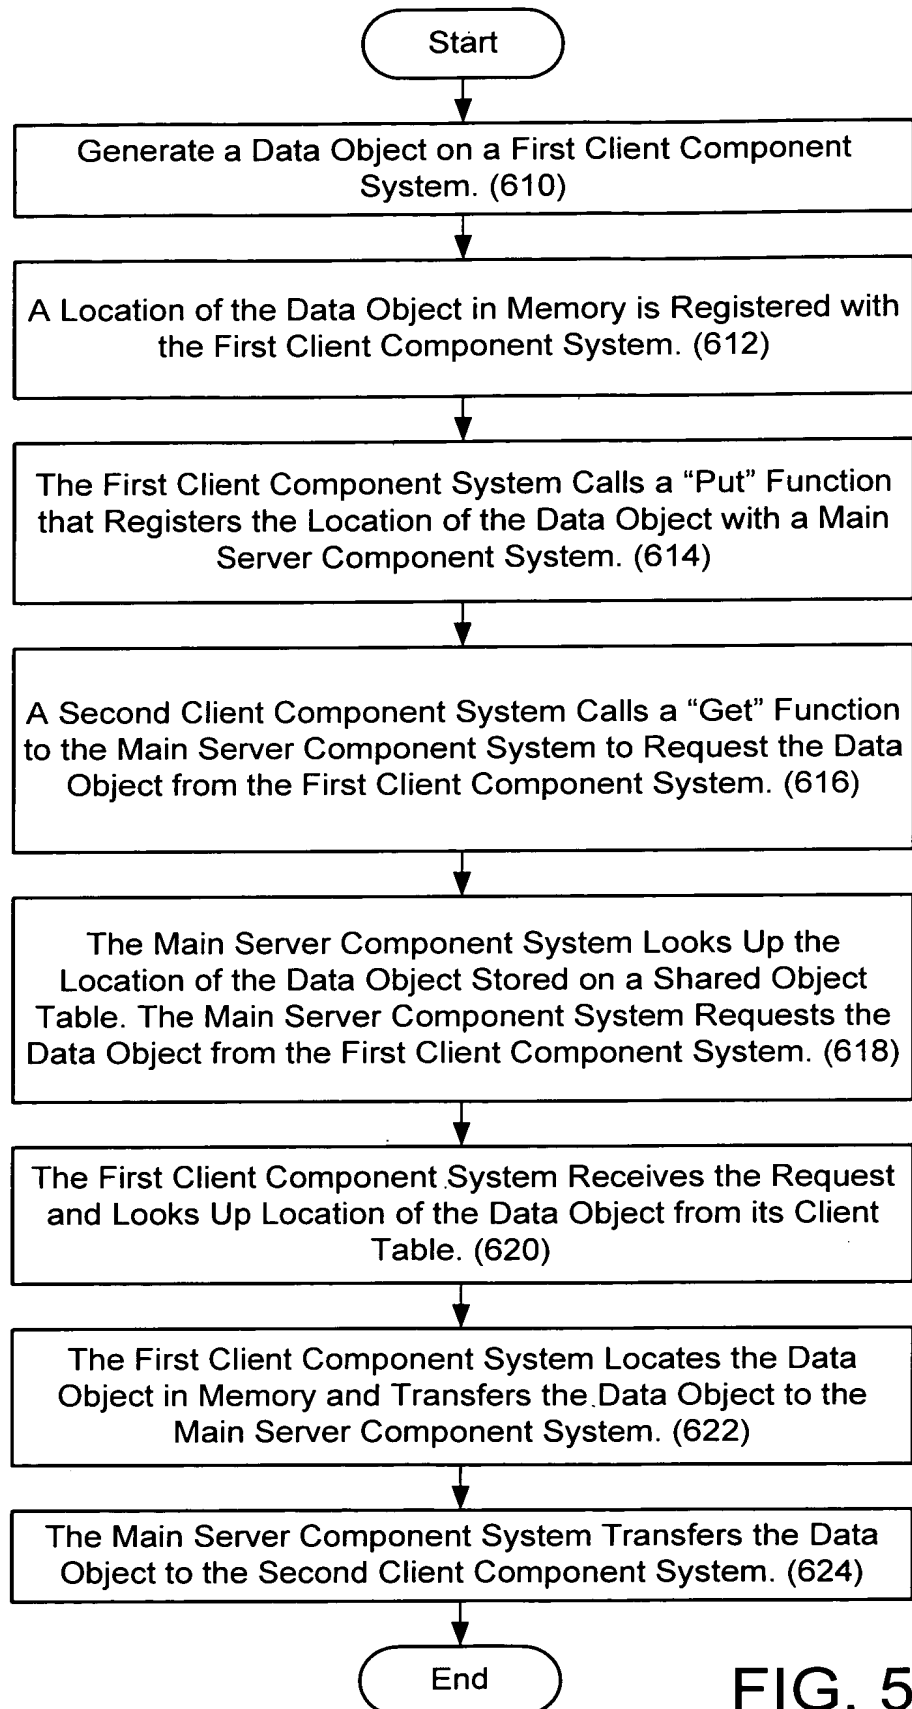 Start
Generate a Data Object on a First Client Component
System. (610)
A Location of the Data Object in Memory is Registered with
the First Client Component System. (612)
The First Client Component System Calls a “Put” Function
that Registers the Location of the Data Object with a Main
Server Component System. (614)
A Second Client Component System Calls a “Get” Function
to the Main Server Component System to Request the Data
Object from the First Client Component System. (616)
The Main Server Component System Looks Up the
Location of the Data Object Stored on a Shared Object
Table. The Main Server Component System Requests the
Data Object from the First Client Component System. (618)
The First Client Component System Receives the Request
and Looks Up Location of the Data Object from its Client
Table. (620)
The First Client Component System Locates the Data
Object in Memory and Transfers the Data Object to the
Main Server Component System. (622)
The Main Server Component System Transfers the Data
Object to the Second Client Component System. (624)
End
FIG. 5